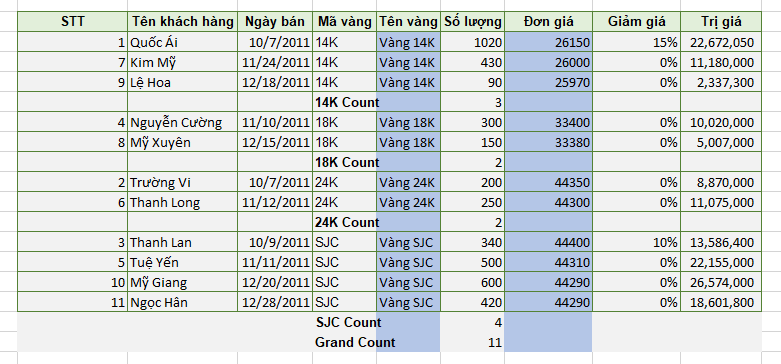 STT Tên khách hàng Ngày bán Mã vàng Tên vàng Số lượng Đơn giá Giảm giá Trị giá
1 Quốc Ái 10/7/2011 14K Vàng 14K 1020 26150 15% 22,672,050
7 Kim Mỹ 11/24/2011 14K Vàng 14K 430 26000 0% 11,180,000
9 Lệ Hoa 12/18/2011 14K Vàng 14K 90 25970 0% 2,337,300
14K Count 3
4 Nguyễn Cường 11/10/2011 18K Vàng 18K 300 33400 0% 10,020,000
8 Mỹ Xuyên 12/15/2011 18K Vàng 18K 150 33380 0% 5,007,000
18K Count 2
2 Trường Vi 10/7/2011 24K Vàng 24K 200 44350 0% 8,870,000
6 Thanh Long 11/12/2011 24K Vàng 24K 250 44300 0% 11,075,000
24K Count 2
3 Thanh Lan 10/9/2011 SJC Vàng SJC 340 44400 10% 13,586,400
5 Tuệ Yến 11/11/2011 SJC Vàng SJC 500 44310 0% 22,155,000
10 Mỹ Giang 12/20/2011 SJC Vàng SJC 600 44290 0% 26,574,000
11 Ngọc Hân 12/28/2011 SJC Vàng SJC 420 44290 0% 18,601,800
SJC Count 4
Grand Count 11